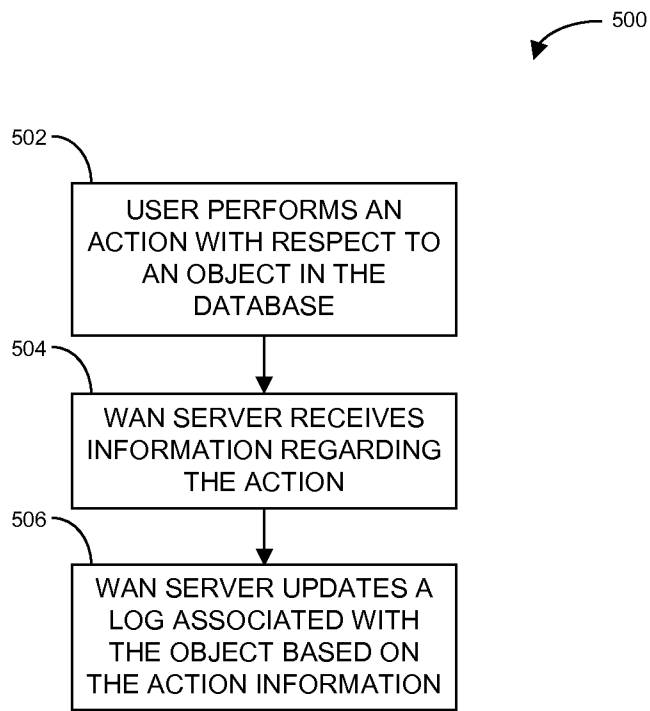 500
502
USER PERFORMS AN
ACTION WITH RESPECT TO
AN OBJECT IN THE
DATABASE
504
WAN SERVER RECEIVES
INFORMATION REGARDING
THE ACTION
506
WAN SERVER UPDATES A
LOG ASSOCIATED WITH
THE OBJECT BASED ON
THE ACTION INFORMATION